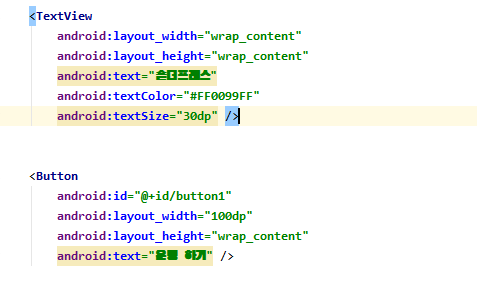 <TextView
android:layout_width="wrap_content"
android:layout_height="wrap_content"
android:text="손더프레스"
android:textColor="#FF0099FF"
android:textSize="30dp" />
<Button
android:id="@+id/button1"
android:layout_width="100dp"
android:layout_height="wrap_content"
android:text="운동 하기" />